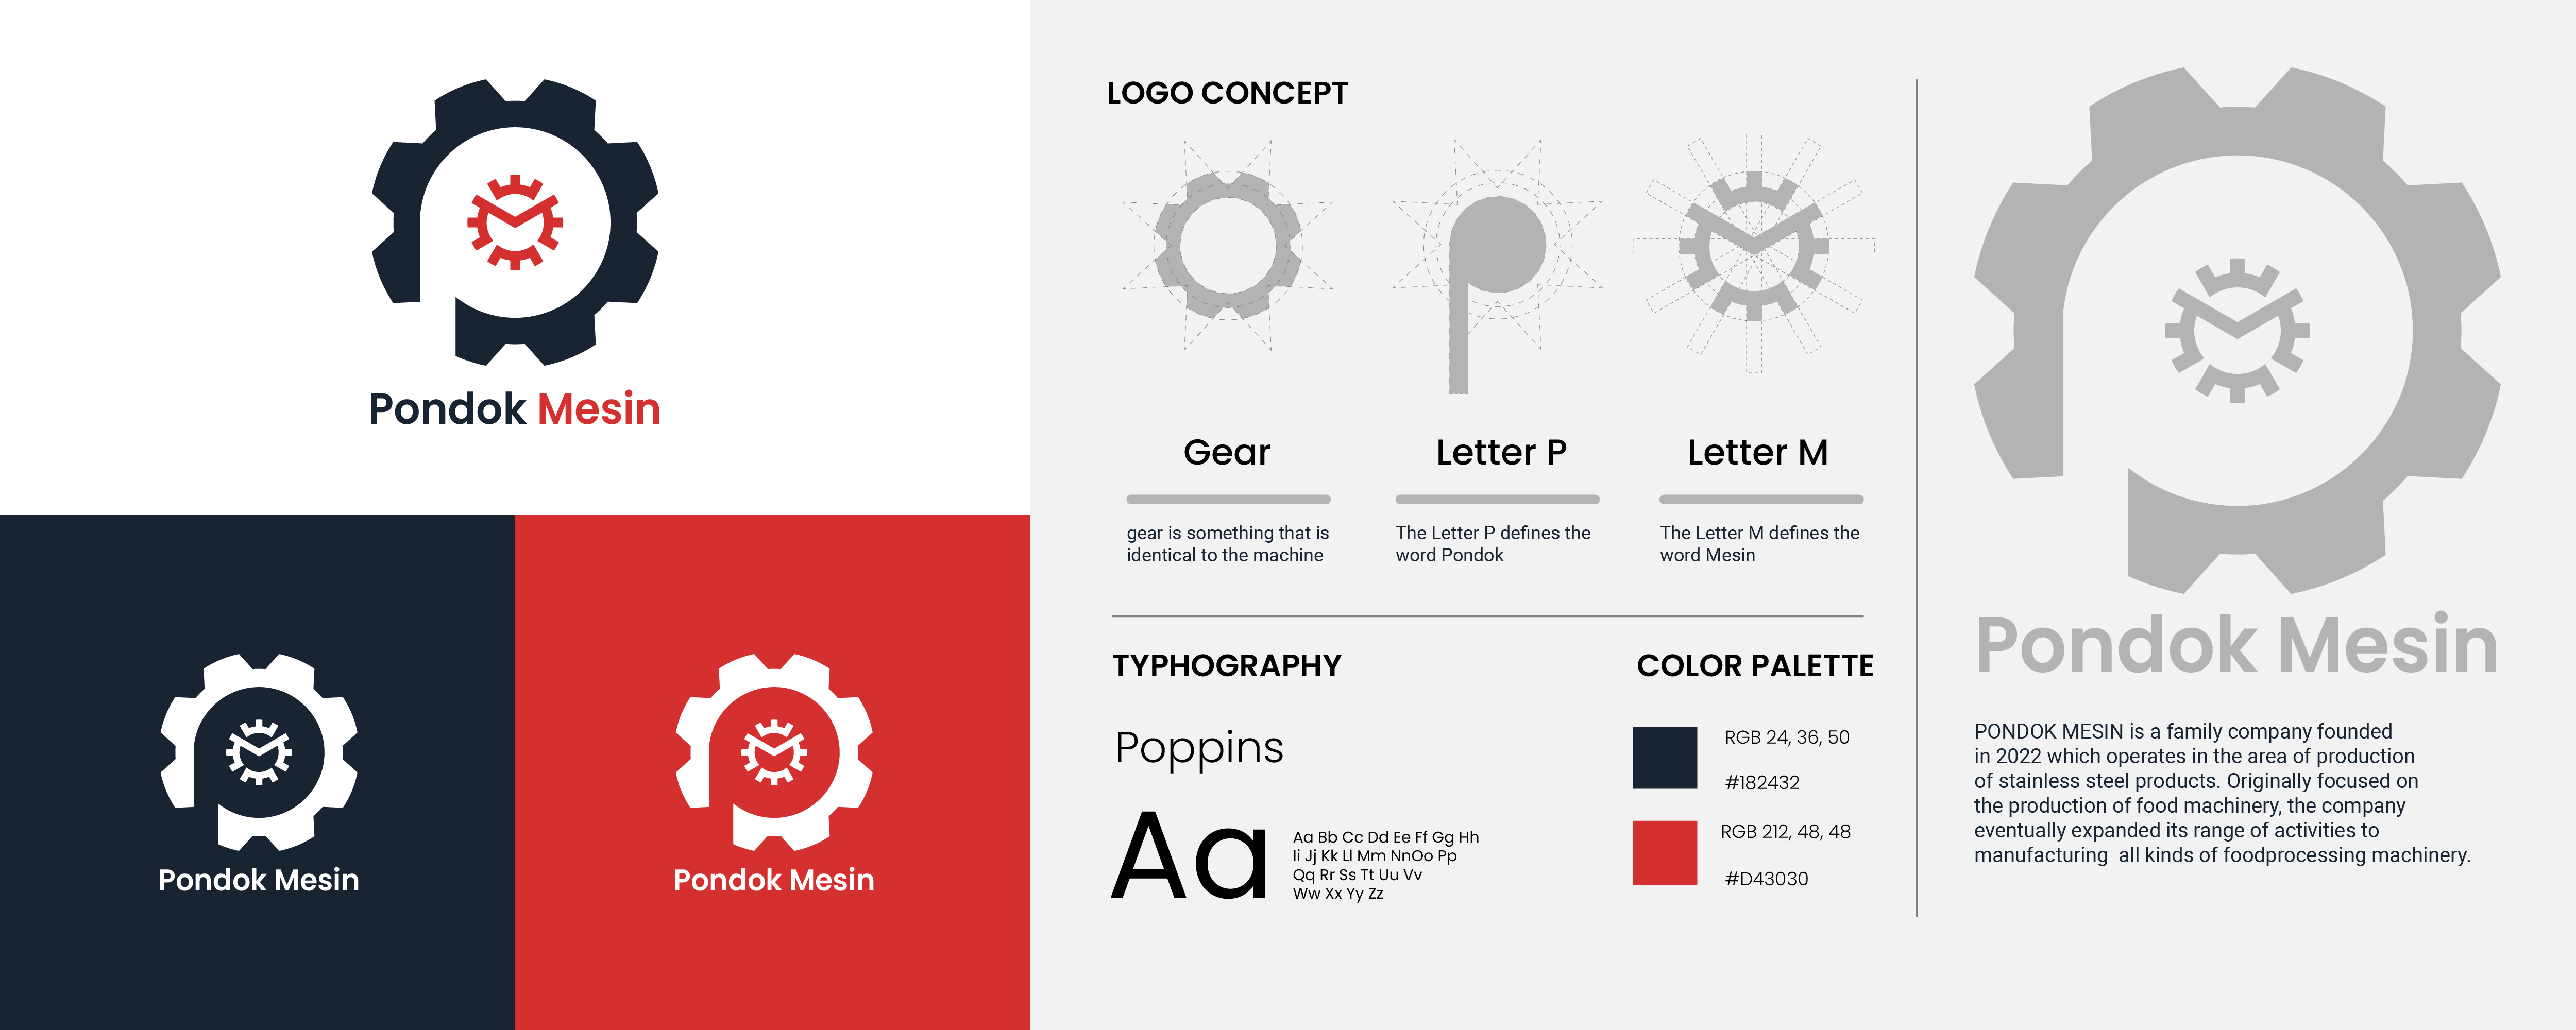 Pondok Mesin
Pondok Mesin
Pondok Mesin
LOGO CONCEPT
Gear
gear is something that is
identical to the machine
Letter P
The Letter P defines the
word Pondok
Letter M
The Letter M defines the
word Mesin
TYPHOGRAPHY
Poppins
Aa
Aa Bb Cc Dd Ee Ff Gg Hh
Ii Jj Kk Ll Mm NnOo Pp
Qq Rr Ss Tt Uu Vv
Ww Xx Yy Zz
COLOR PALETTE
RGB 24, 36, 50
#182432
RGB 212, 48, 48
#D43030
Pondok Mesin
PONDOK MESIN is a family company founded
in 2022 which operates in the area of production
of stainless steel products. Originally focused on
the production of food machinery, the company
eventually expanded its range of activities to
manufacturing  all kinds of foodprocessing machinery.